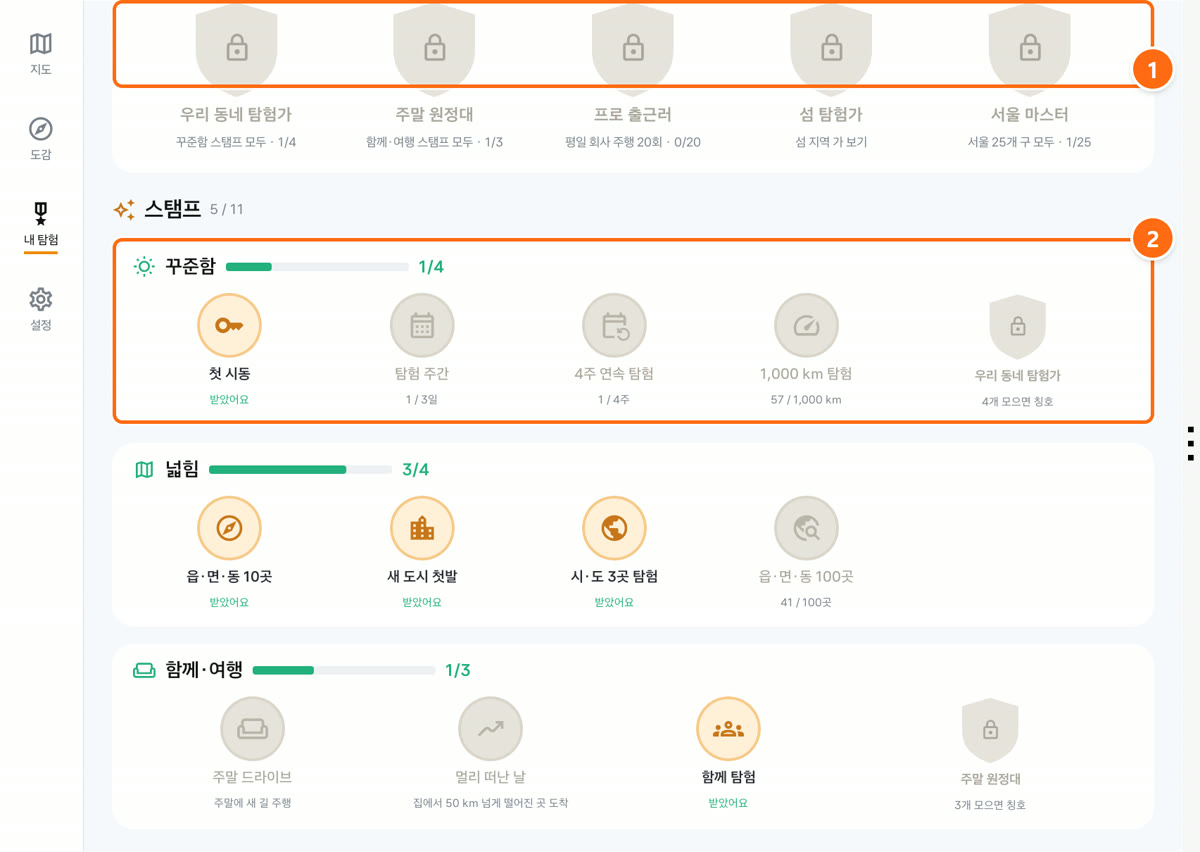 지도
도감
내 탐험
설정
1
우리 동네 탐험가
꾸준함 스탬프 모두 · 1/4
주말 원정대
함께·여행 스탬프 모두 · 1/3
프로 출근러
평일 회사 주행 20회 · 0/20
섬 탐험가
섬 지역 가 보기
서울 마스터
서울 25개 구 모두 · 1/25
스탬프 5 / 11
2
꾸준함 1/4
첫 시동
받았어요
탐험 주간
1 / 3일
4주 연속 탐험
1 / 4주
1,000 km 탐험
57 / 1,000 km
우리 동네 탐험가
4개 모으면 칭호
넓힘 3/4
읍·면·동 10곳
받았어요
새 도시 첫발
받았어요
시·도 3곳 탐험
받았어요
읍·면·동 100곳
41 / 100곳
함께·여행 1/3
주말 드라이브
주말에 새 길 주행
멀리 떠난 날
집에서 50 km 넘게 떨어진 곳 도착
함께 탐험
받았어요
주말 원정대
3개 모으면 칭호